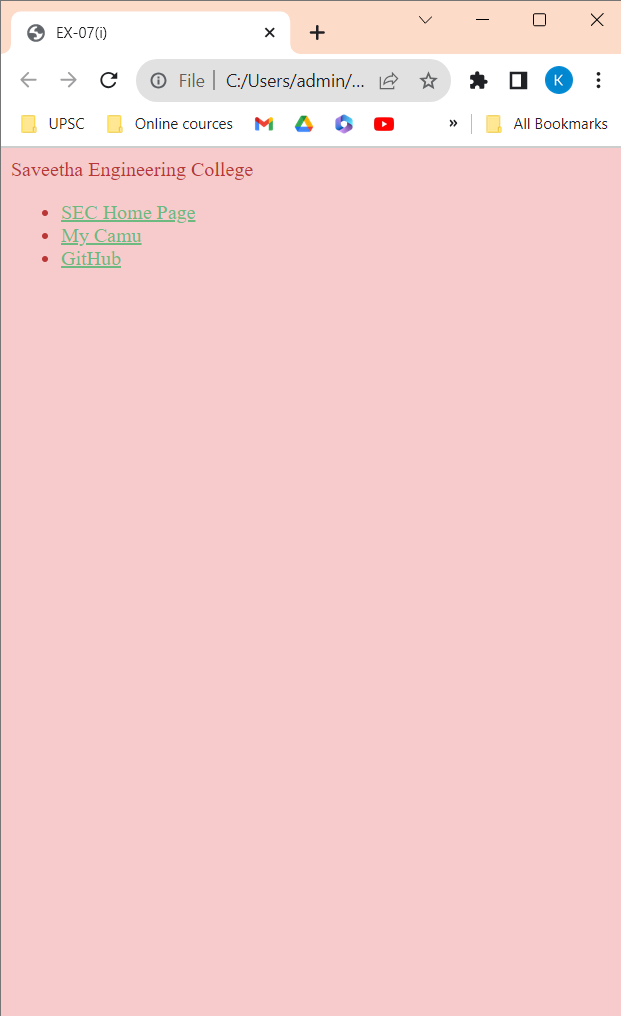 EX-07(i)
File | C:/Users/admin/...
UPSC Online cources » All Bookmarks
Saveetha Engineering College
• SEC Home Page
• My Camu
• GitHub
K